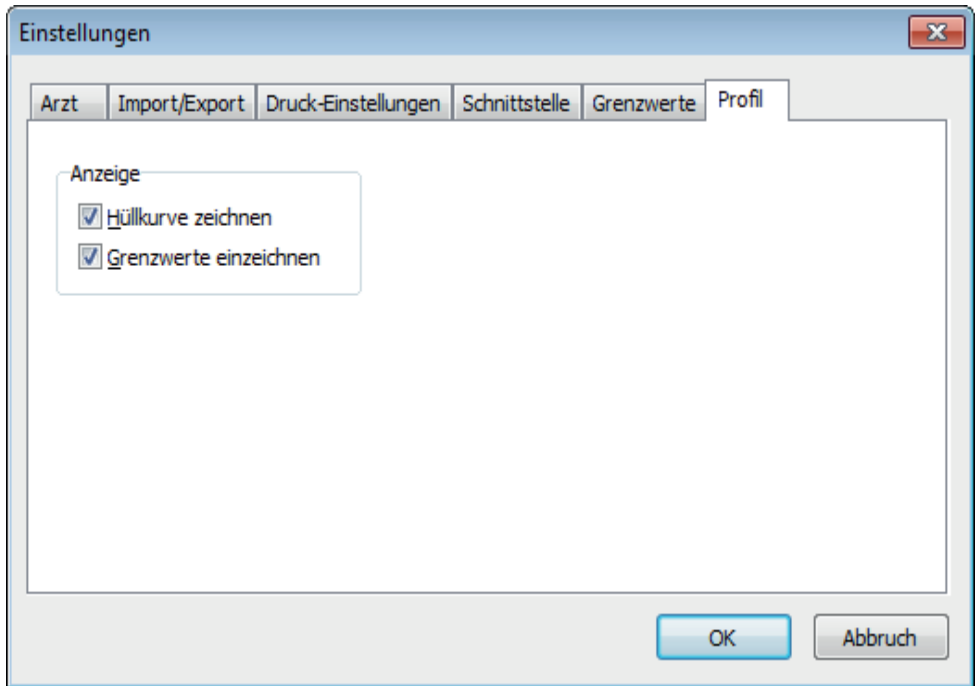 Einstellungen
Arzt Import/Export Druck-Einstellungen Schnittstelle Grenzwerte Profil
Anzeige
Hüllkurve zeichnen
Grenzwerte einzeichnen
OK Abbruch